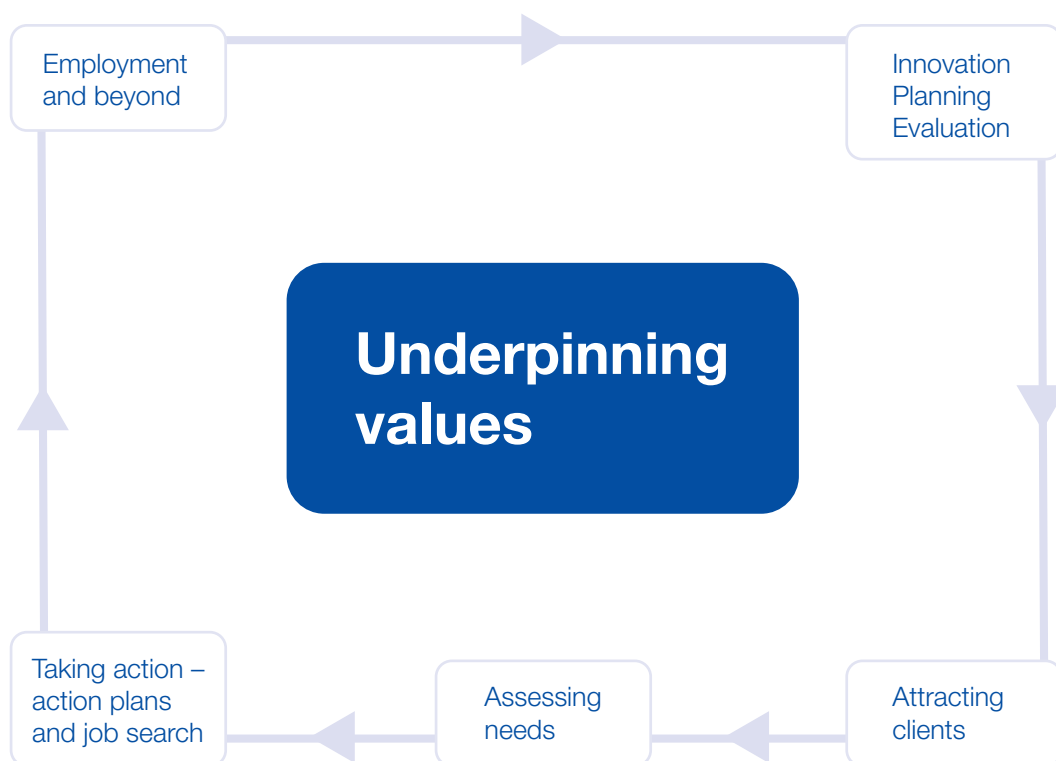 Employment
and beyond
Innovation
Planning
Evaluation
Underpinning
values
Taking action –
action plans
and job search
Assessing
needs
Attracting
clients